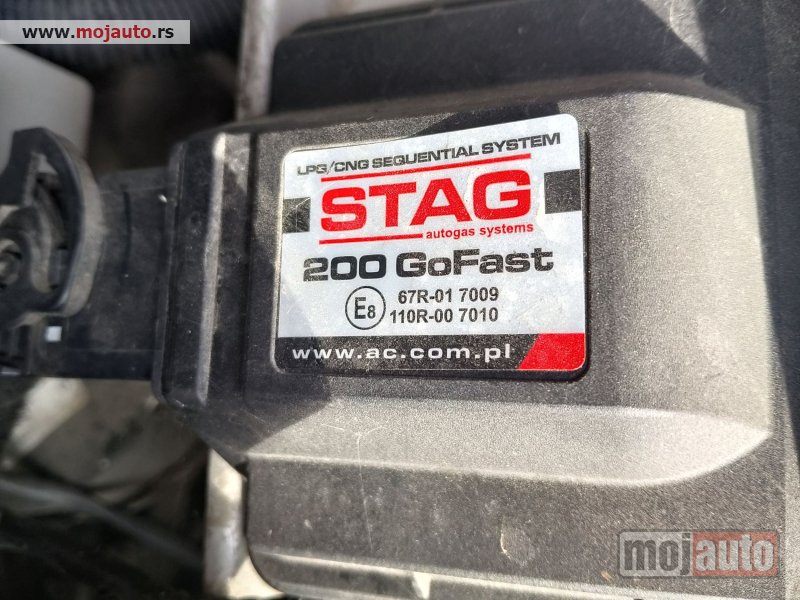 www.mojauto.rs
LPG/CNG SEQUENTIAL SYSTEM
STAG
autogas systems
200 GoFast
E8 67R-01 7009
110R-00 7010
www.ac.com.pl
mojauto